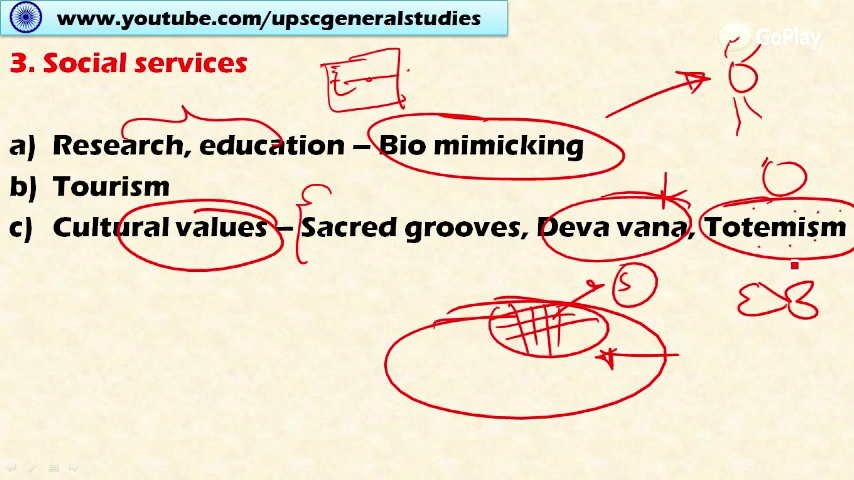 www.youtube.com/upscgeneralstudies
GoPlay
3. Social services
a) Research, education – Bio mimicking
b) Tourism
c) Cultural values – Sacred grooves, Deva vana, Totemism
S